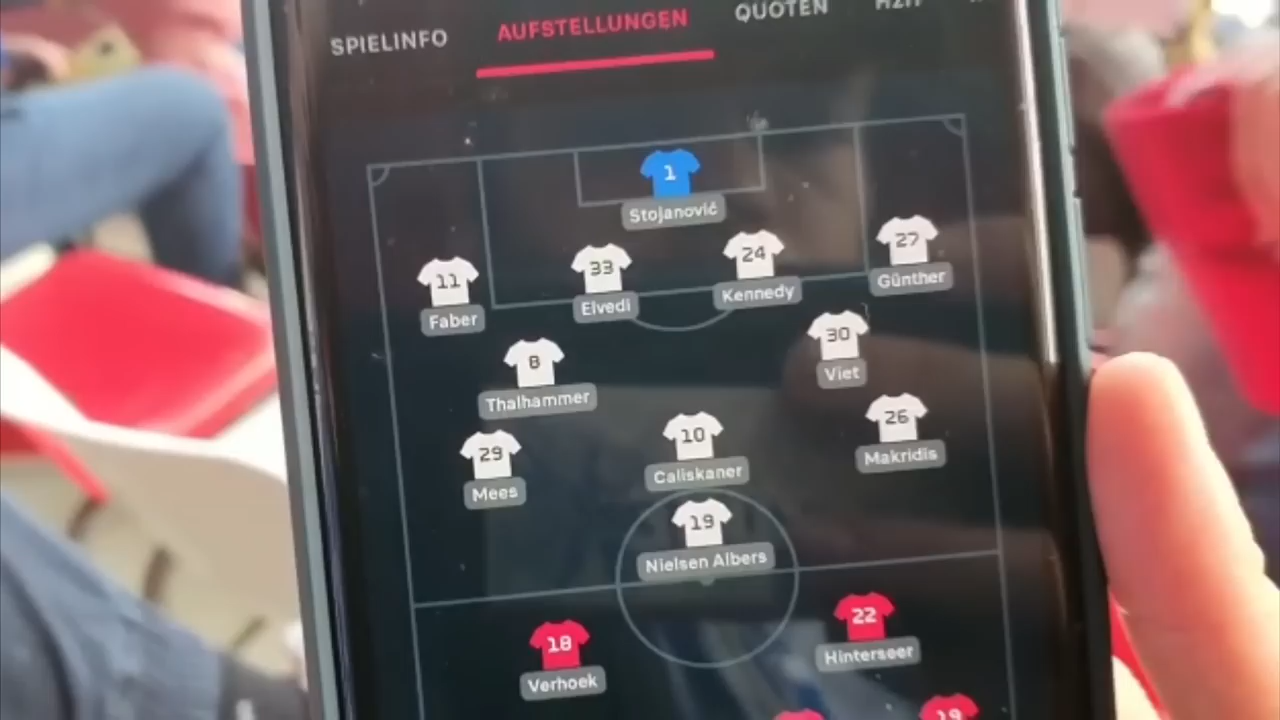 SPIELINFO AUFSTELLUNGEN QUOTEN
1
Stojanović
27
Günther
24
Kennedy
33
Elvedi
11
Faber
30
Viet
8
Thalhammer
26
Makridis
10
Caliskaner
29
Mees
19
Nielsen Albers
22
Hinterseer
18
Verhoek
19